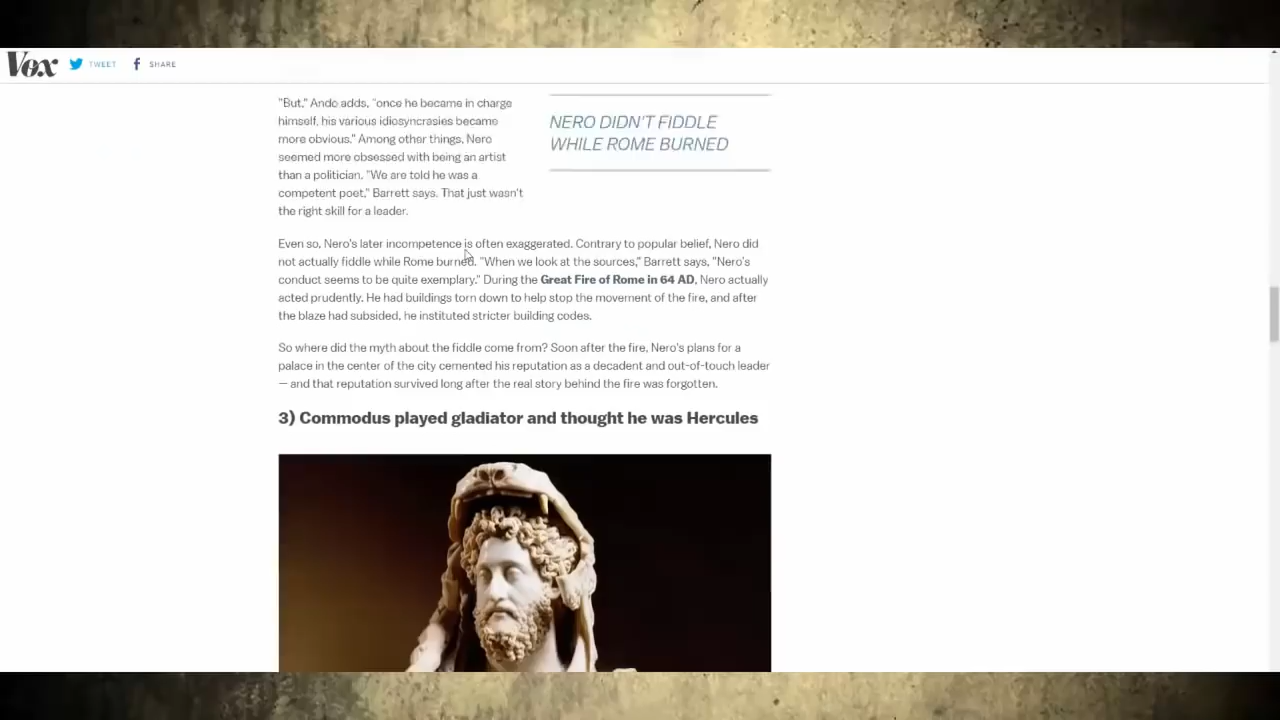 Vox TWEET SHARE
"But," Ando adds, "once he became in charge
himself, his various idiosyncrasies became
more obvious." Among other things, Nero
seemed more obsessed with being an artist
than a politician. "We are told he was a
competent poet," Barrett says. That just wasn't
the right skill for a leader.
NERO DIDN'T FIDDLE
WHILE ROME BURNED
Even so, Nero's later incompetence is often exaggerated. Contrary to popular belief, Nero did
not actually fiddle while Rome burned. "When we look at the sources," Barrett says, "Nero's
conduct seems to be quite exemplary." During the Great Fire of Rome in 64 AD, Nero actually
acted prudently. He had buildings torn down to help stop the movement of the fire, and after
the blaze had subsided, he instituted stricter building codes.
So where did the myth about the fiddle come from? Soon after the fire, Nero's plans for a
palace in the center of the city cemented his reputation as a decadent and out-of-touch leader
— and that reputation survived long after the real story behind the fire was forgotten.
3) Commodus played gladiator and thought he was Hercules